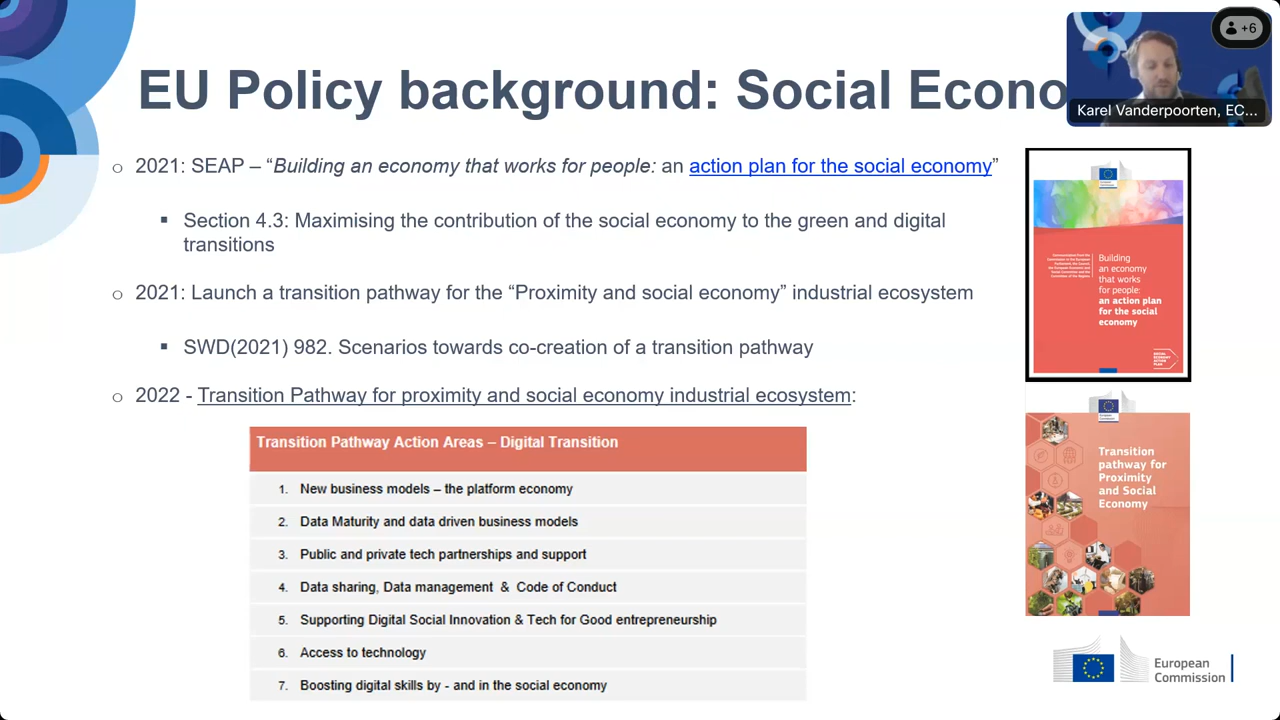 EU Policy background: Social Econo
+6
Karel Vanderpoorten, EC...
o 2021: SEAP – “Building an economy that works for people: an action plan for the social economy”
▪ Section 4.3: Maximising the contribution of the social economy to the green and digital
transitions
o 2021: Launch a transition pathway for the “Proximity and social economy” industrial ecosystem
▪ SWD(2021) 982. Scenarios towards co-creation of a transition pathway
o 2022 - Transition Pathway for proximity and social economy industrial ecosystem:
Transition Pathway Action Areas – Digital Transition
1. New business models – the platform economy
2. Data Maturity and data driven business models
3. Public and private tech partnerships and support
4. Data sharing, Data management & Code of Conduct
5. Supporting Digital Social Innovation & Tech for Good entrepreneurship
6. Access to technology
7. Boosting digital skills by - and in the social economy
Building
an economy
that works
for people:
an action plan
for the social
economy
Transition
pathway for
Proximity
and Social
Economy
European
Commission